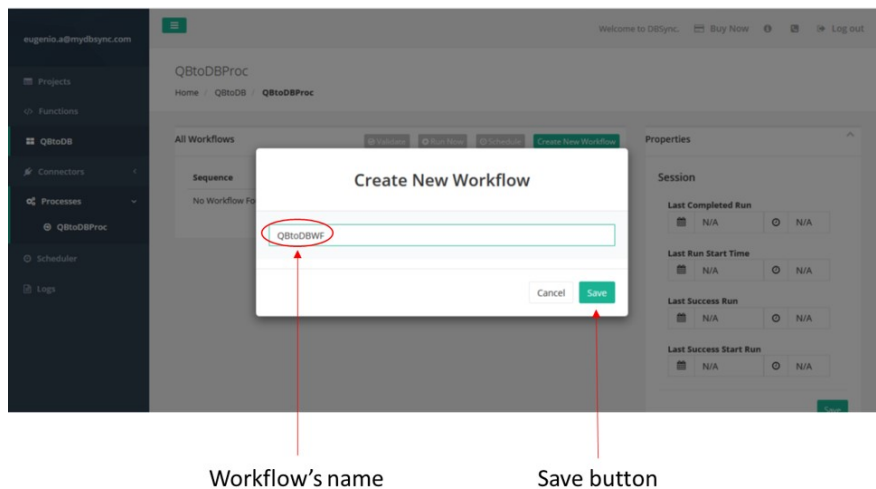 eugenio.a@mydbsync.com
Welcome to DBSync. Buy Now Log out
Projects
Functions
QBtoDB
Connectors
Processes
QBtoDBProc
Scheduler
Logs
QBtoDBProc
Home / QBtoDB / QBtoDBProc
All Workflows Validate Run Now Schedule Create New Workflow
Sequence
No Workflow Fo
Create New Workflow
QBtoDBWF
Cancel Save
Properties
Session
Last Completed Run
N/A N/A
Last Run Start Time
N/A N/A
Last Success Run
N/A N/A
Last Success Start Run
N/A N/A
Save
Workflow’s name Save button